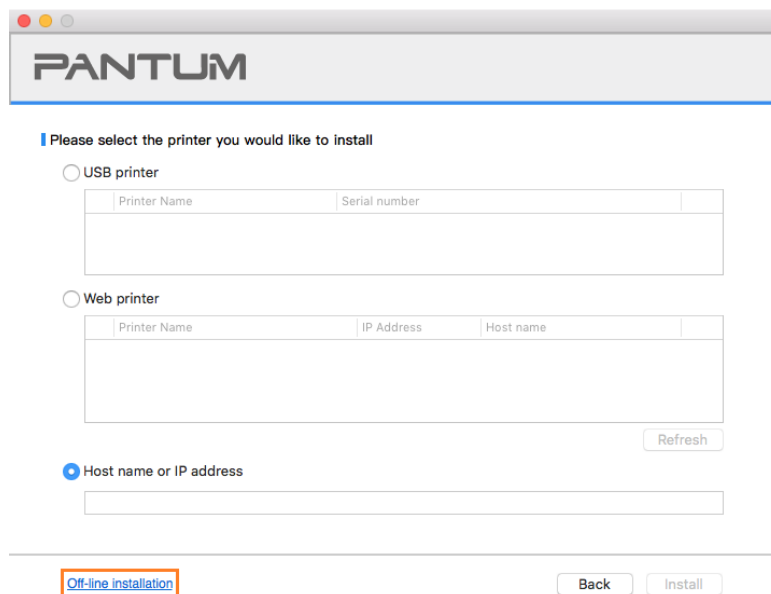 PANTUM
Please select the printer you would like to install
USB printer
Printer Name Serial number
Web printer
Printer Name IP Address Host name
Refresh
Host name or IP address
Off-line installation Back Install